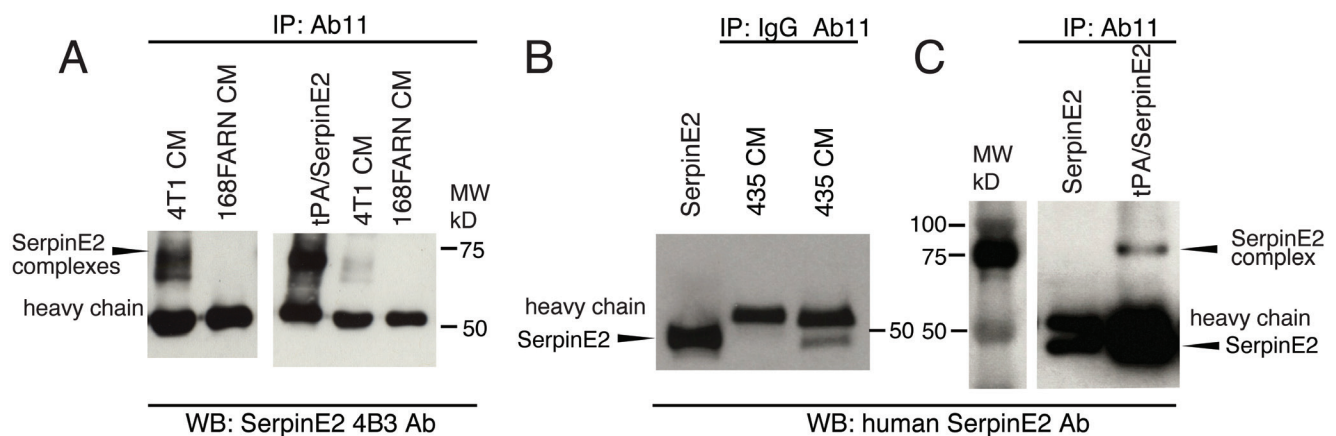 A
IP: Ab11
4T1 CM
168FARN CM
tPA/SerpinE2
4T1 CM
168FARN CM
MW
kD
SerpinE2
complexes
75
heavy chain
50
WB: SerpinE2 4B3 Ab
B
IP: IgG Ab11
SerpinE2
435 CM
435 CM
heavy chain
SerpinE2
50
C
IP: Ab11
MW
kD
SerpinE2
tPA/SerpinE2
100
75
50
SerpinE2
complex
heavy chain
SerpinE2
WB: human SerpinE2 Ab